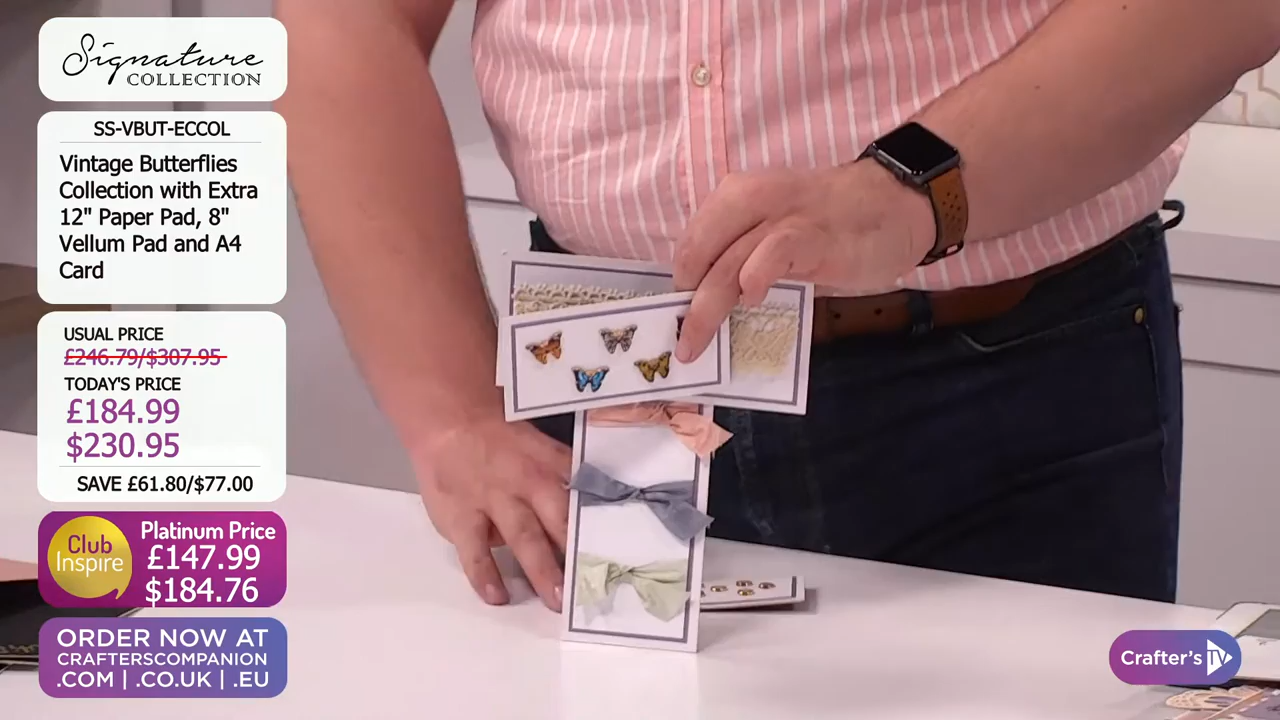 Signature
COLLECTION
SS-VBUT-ECCOL
Vintage Butterflies
Collection with Extra
12" Paper Pad, 8"
Vellum Pad and A4
Card
USUAL PRICE
£246.79/$307.95
TODAY'S PRICE
£184.99
$230.95
SAVE £61.80/$77.00
Club
Inspire
Platinum Price
£147.99
$184.76
ORDER NOW AT
CRAFTERSCOMPANION
.COM | .CO.UK | .EU
Crafter's TV